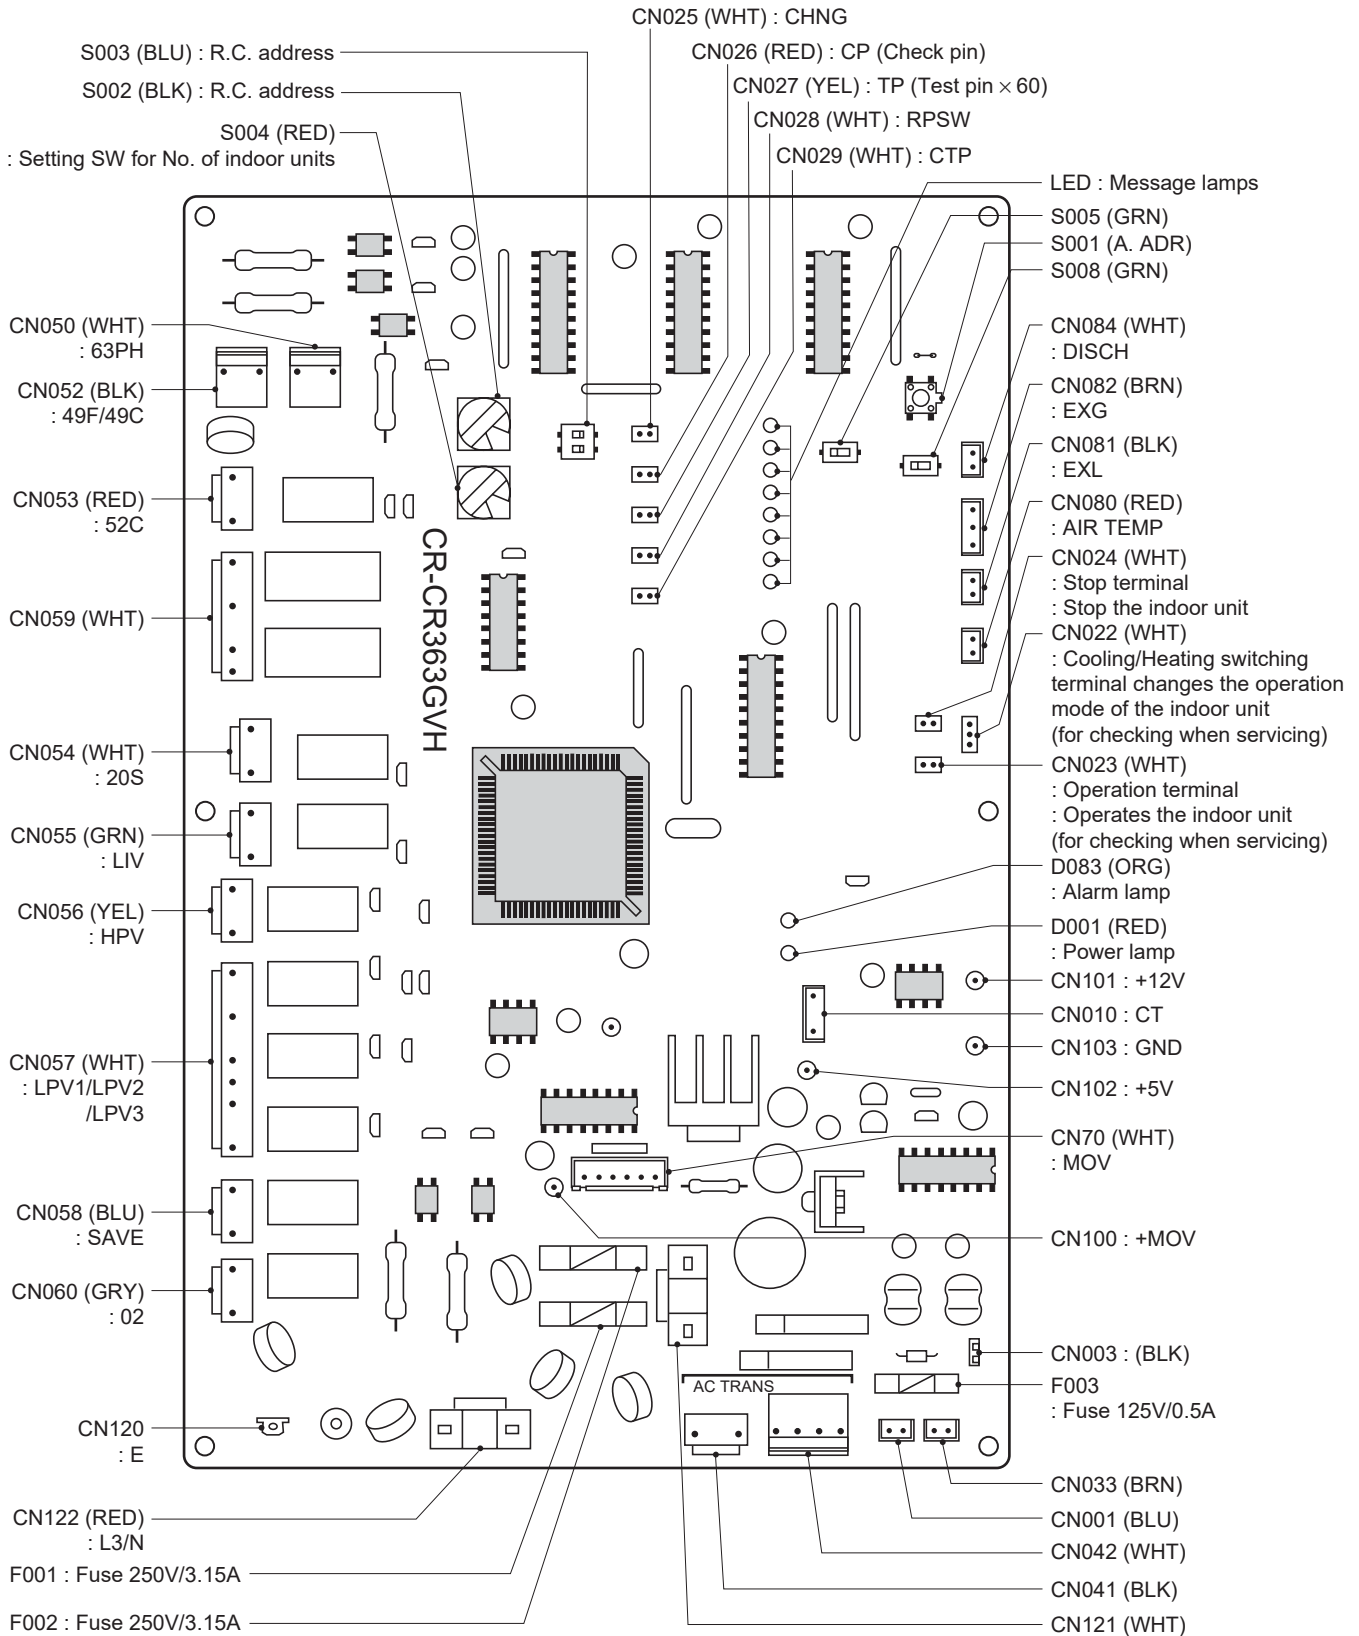 CN025 (WHT) : CHNG
S003 (BLU) : R.C. address
CN026 (RED) : CP (Check pin)
S002 (BLK) : R.C. address
CN027 (YEL) : TP (Test pin × 60)
S004 (RED)
: Setting SW for No. of indoor units
CN028 (WHT) : RPSW
CN029 (WHT) : CTP
LED : Message lamps
S005 (GRN)
S001 (A. ADR)
S008 (GRN)
CN050 (WHT)
: 63PH
CN052 (BLK)
: 49F/49C
CN053 (RED)
: 52C
CN059 (WHT)
CN054 (WHT)
: 20S
CN055 (GRN)
: LIV
CN056 (YEL)
: HPV
CN057 (WHT)
: LPV1/LPV2
/LPV3
CN058 (BLU)
: SAVE
CN060 (GRY)
: 02
CN120
: E
CN122 (RED)
: L3/N
F001 : Fuse 250V/3.15A
F002 : Fuse 250V/3.15A
CR-CR363GVH
AC TRANS
CN084 (WHT)
: DISCH
CN082 (BRN)
: EXG
CN081 (BLK)
: EXL
CN080 (RED)
: AIR TEMP
CN024 (WHT)
: Stop terminal
: Stop the indoor unit
CN022 (WHT)
: Cooling/Heating switching
terminal changes the operation
mode of the indoor unit
(for checking when servicing)
CN023 (WHT)
: Operation terminal
: Operates the indoor unit
(for checking when servicing)
D083 (ORG)
: Alarm lamp
D001 (RED)
: Power lamp
CN101 : +12V
CN010 : CT
CN103 : GND
CN102 : +5V
CN70 (WHT)
: MOV
CN100 : +MOV
CN003 : (BLK)
F003
: Fuse 125V/0.5A
CN033 (BRN)
CN001 (BLU)
CN042 (WHT)
CN041 (BLK)
CN121 (WHT)